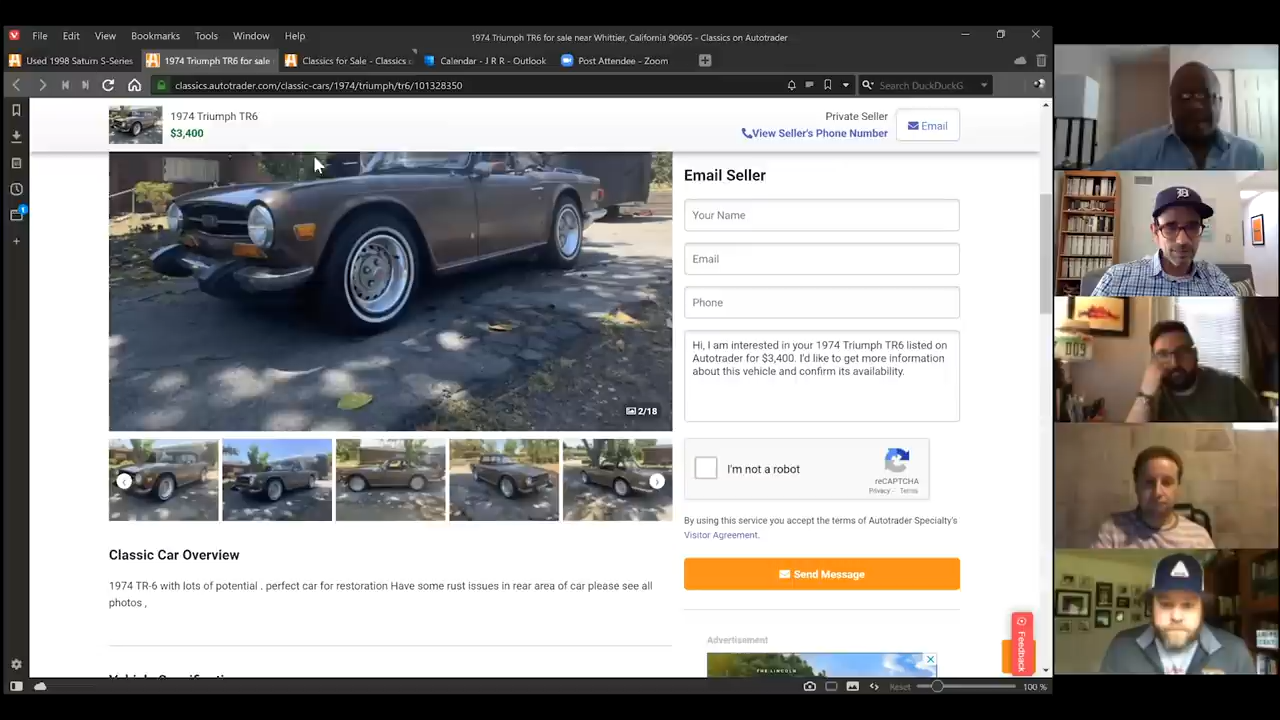 File Edit View Bookmarks Tools Window Help
1974 Triumph TR6 for sale near Whittier, California 90605 - Classics on Autotrader
Used 1998 Saturn S-Series
1974 Triumph TR6 for sale
Classics for Sale - Classics c
Calendar - J R R - Outlook
Post Attendee - Zoom
classics.autotrader.com/classic-cars/1974/triumph/tr6/101328350
Search DuckDuckG
1974 Triumph TR6
$3,400
Private Seller
View Seller's Phone Number
Email
2/18
Classic Car Overview
1974 TR-6 with lots of potential . perfect car for restoration Have some rust issues in rear area of car please see all
photos ,
Email Seller
Your Name
Email
Phone
Hi, I am interested in your 1974 Triumph TR6 listed on
Autotrader for $3,400. I'd like to get more information
about this vehicle and confirm its availability.
I'm not a robot
reCAPTCHA
Privacy - Terms
By using this service you accept the terms of Autotrader Specialty's
Visitor Agreement.
Send Message
Advertisement
THE LINCOLN
Feedback
Reset
100 %
D09